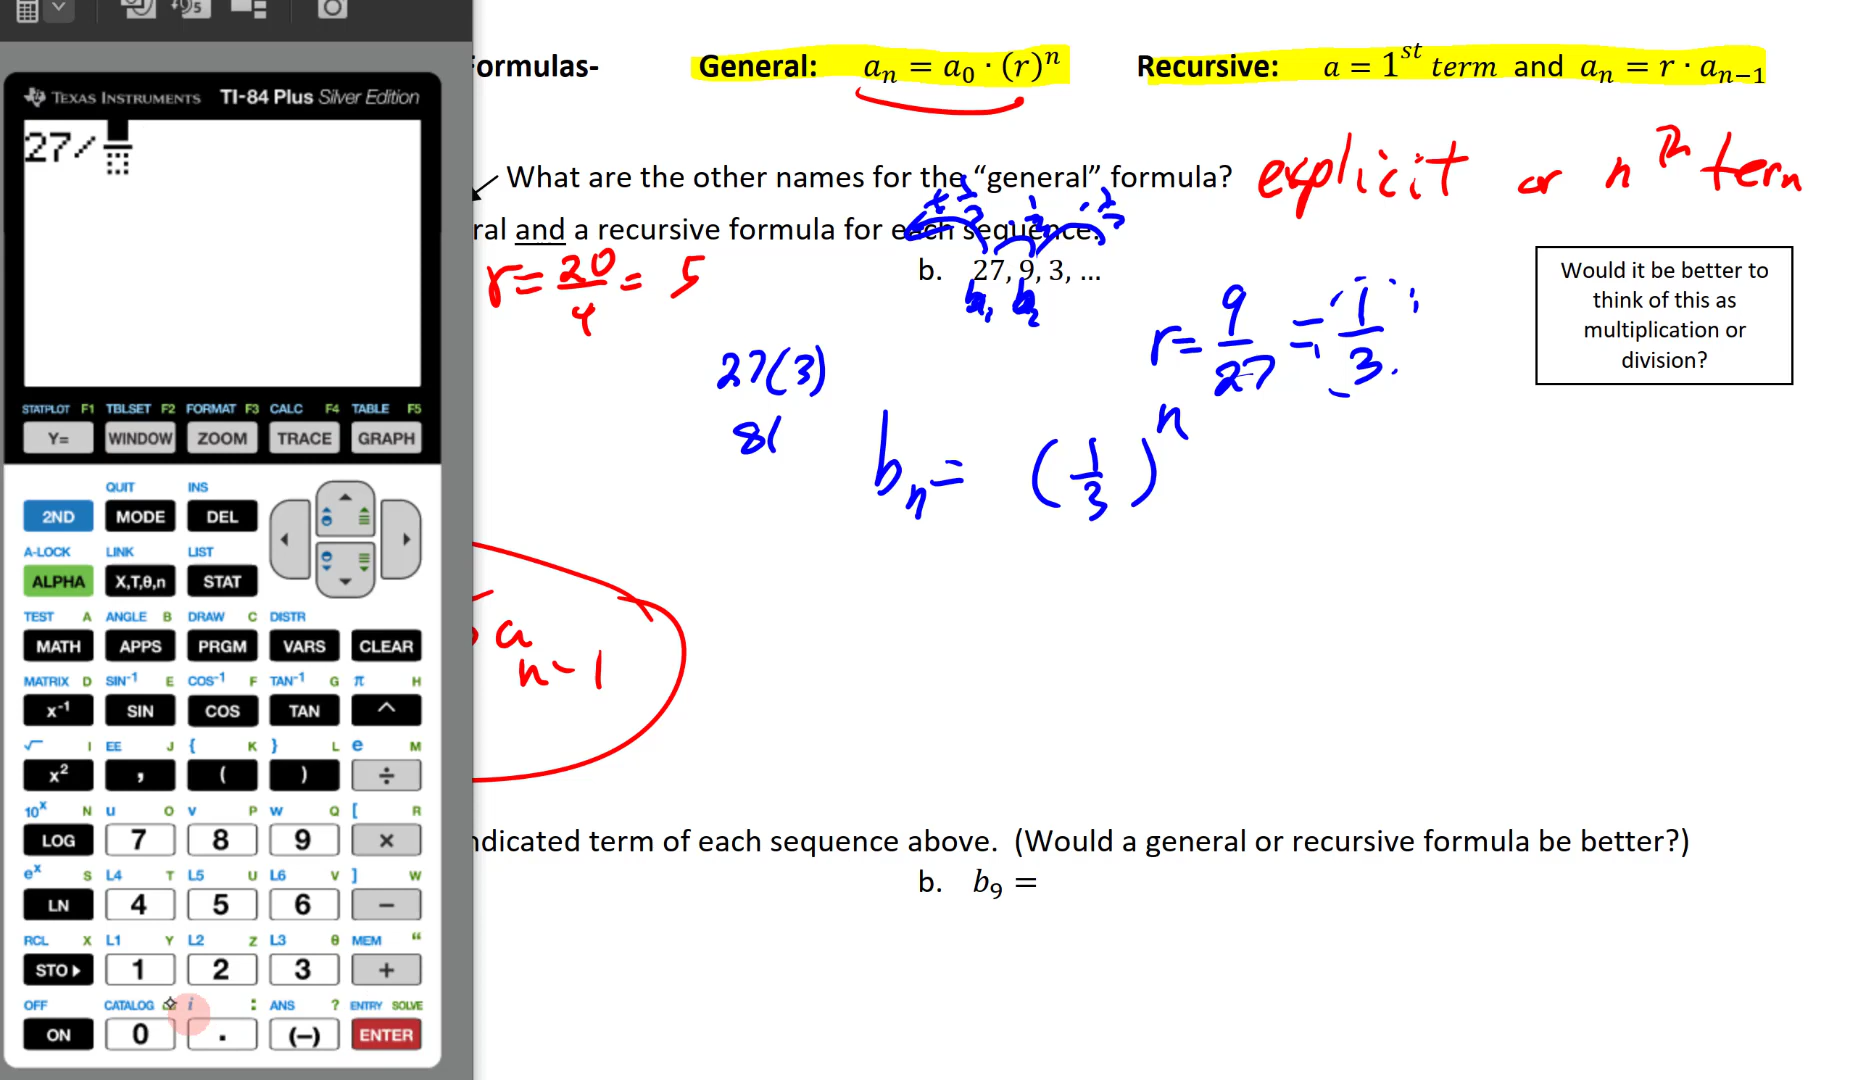 ormulas-
General: aₙ = a₀ · (r)ⁿ
Recursive: a = 1ˢᵗ term and aₙ = r · aₙ₋₁
What are the other names for the “general” formula?
explicit or nᵗʰ term
ral and a recursive formula for each sequence.
r = 20/4 = 5
b. 27, 9, 3, ...
b₁ b₂
r = 9/27 = 1/3
Would it be better to
think of this as
multiplication or
division?
27(3)
81
bₙ = (1/3)ⁿ
aₙ₋₁
ndicated term of each sequence above. (Would a general or recursive formula be better?)
b. b₉ =
TEXAS INSTRUMENTS TI-84 Plus Silver Edition
27/
STATPLOT F1 TBLSET F2 FORMAT F3 CALC F4 TABLE F5
Y= WINDOW ZOOM TRACE GRAPH
QUIT INS
2ND MODE DEL
A-LOCK LINK LIST
ALPHA X,T,θ,n STAT
TEST A ANGLE B DRAW C DISTR
MATH APPS PRGM VARS CLEAR
MATRIX D SIN⁻¹ E COS⁻¹ F TAN⁻¹ G π H
x⁻¹ SIN COS TAN ^
√ I EE J { K } L e M
x² , ( ) ÷
10ˣ N u O v P w Q [ R
LOG 7 8 9 ×
eˣ S L4 T L5 U L6 V ] W
LN 4 5 6 −
RCL X L1 Y L2 Z L3 θ MEM “
STO▶ 1 2 3 +
OFF CATALOG i : ANS ? ENTRY SOLVE
ON 0 . (−) ENTER